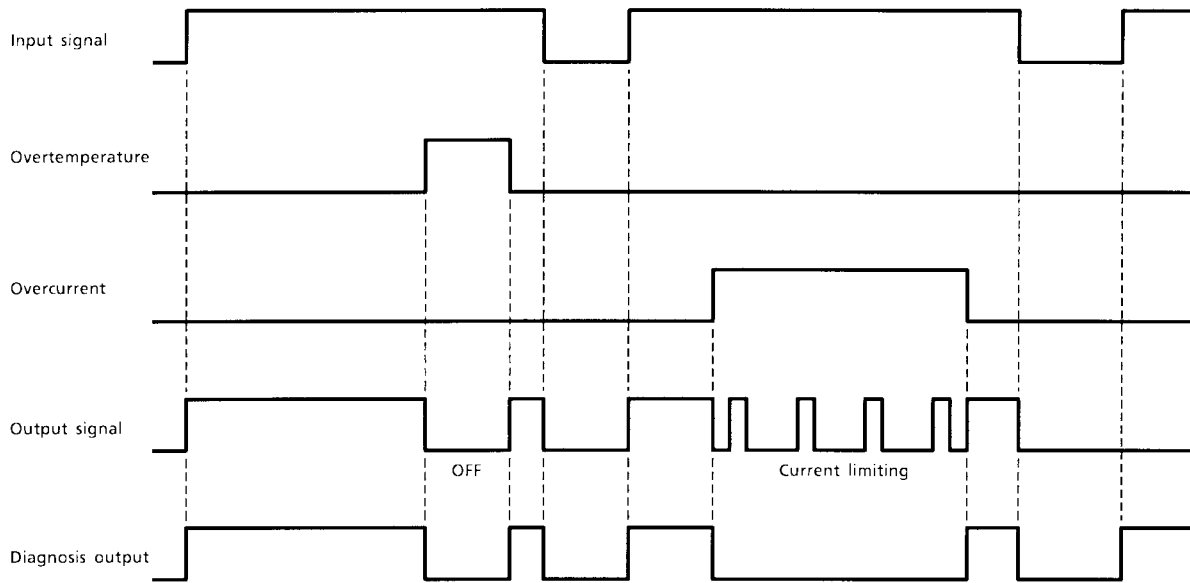 Input signal
Overtemperature
Overcurrent
Output signal
OFF
Current limiting
Diagnosis output